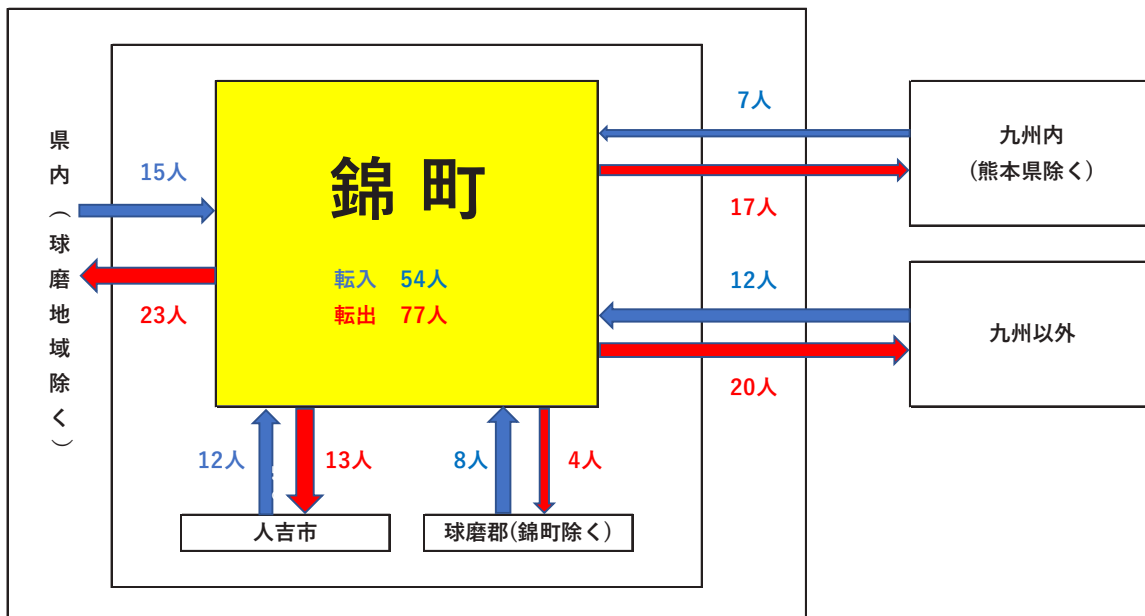 県内(球磨地域除く)
15人
23人
錦町
転入 54人
転出 77人
7人
17人
九州内
(熊本県除く)
12人
20人
九州以外
12人
13人
人吉市
8人
4人
球磨郡(錦町除く)